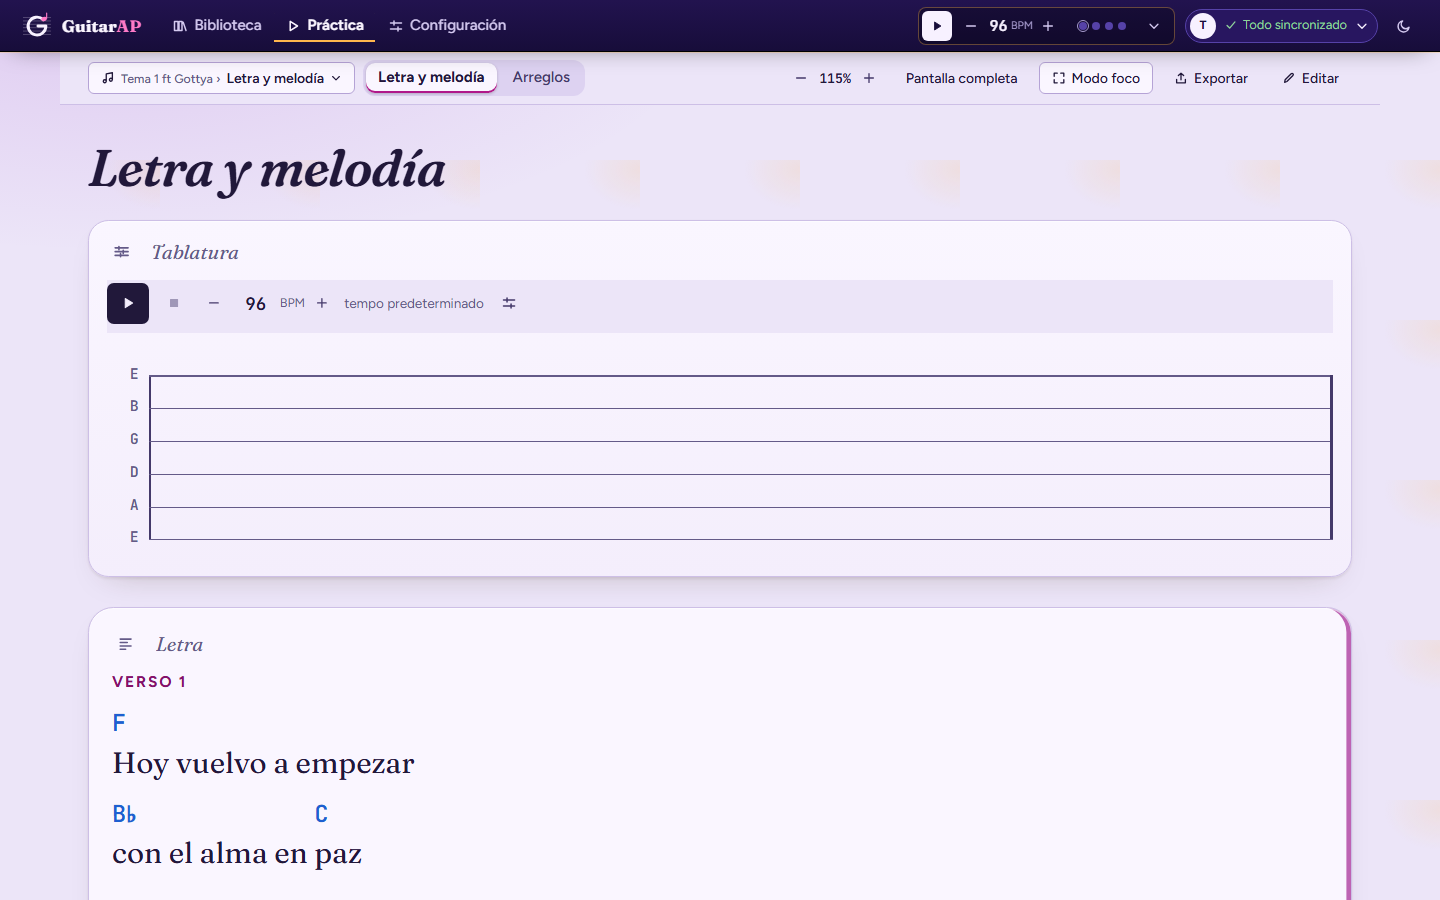 GuitarAP Biblioteca Práctica Configuración 96 BPM T Todo sincronizado
Tema 1 ft Gottya › Letra y melodía Letra y melodía Arreglos 115% Pantalla completa Modo foco Exportar Editar
Letra y melodía
Tablatura
96 BPM tempo predeterminado
E
B
G
D
A
E
Letra
VERSO 1
F
Hoy vuelvo a empezar
B♭ C
con el alma en paz